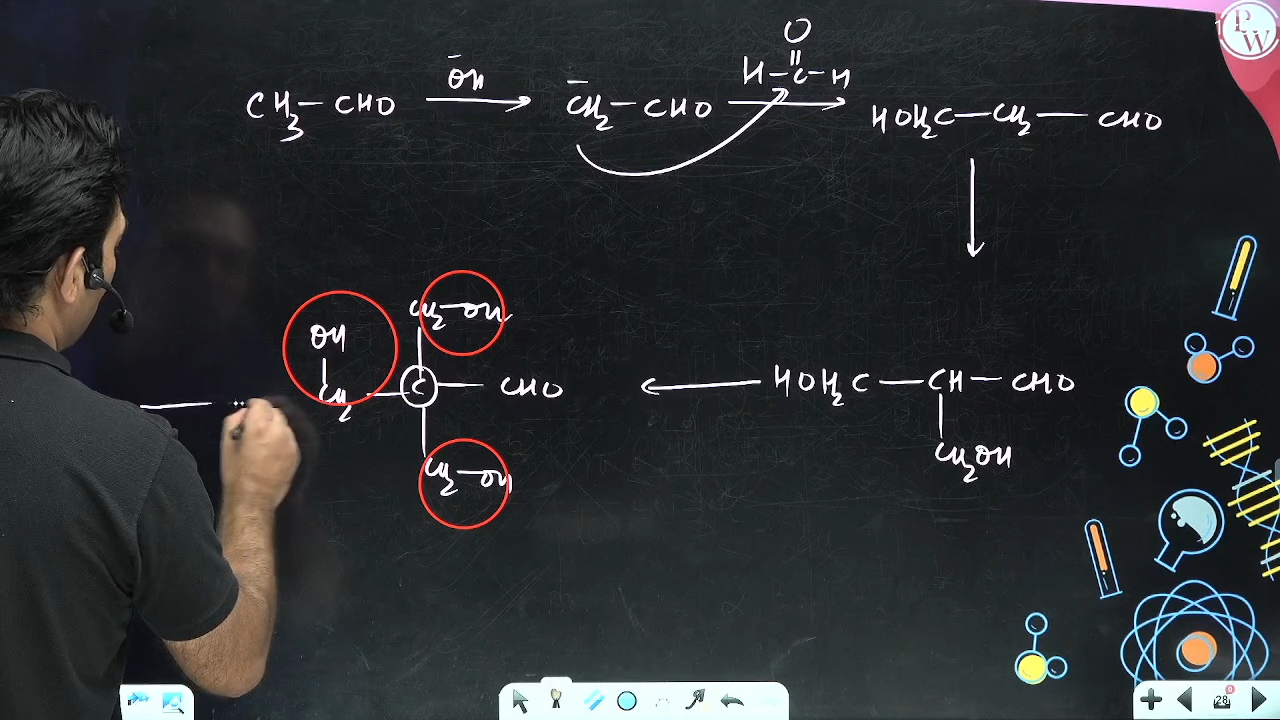 O
OH⁻ H–C–H
CH₃–CHO ⁻CH₂–CHO HOH₂C–CH₂–CHO
CH₂–OH
OH
CH₂ C CHO HOH₂C–CH–CHO
CH₂–OH CH₂OH
PW
28